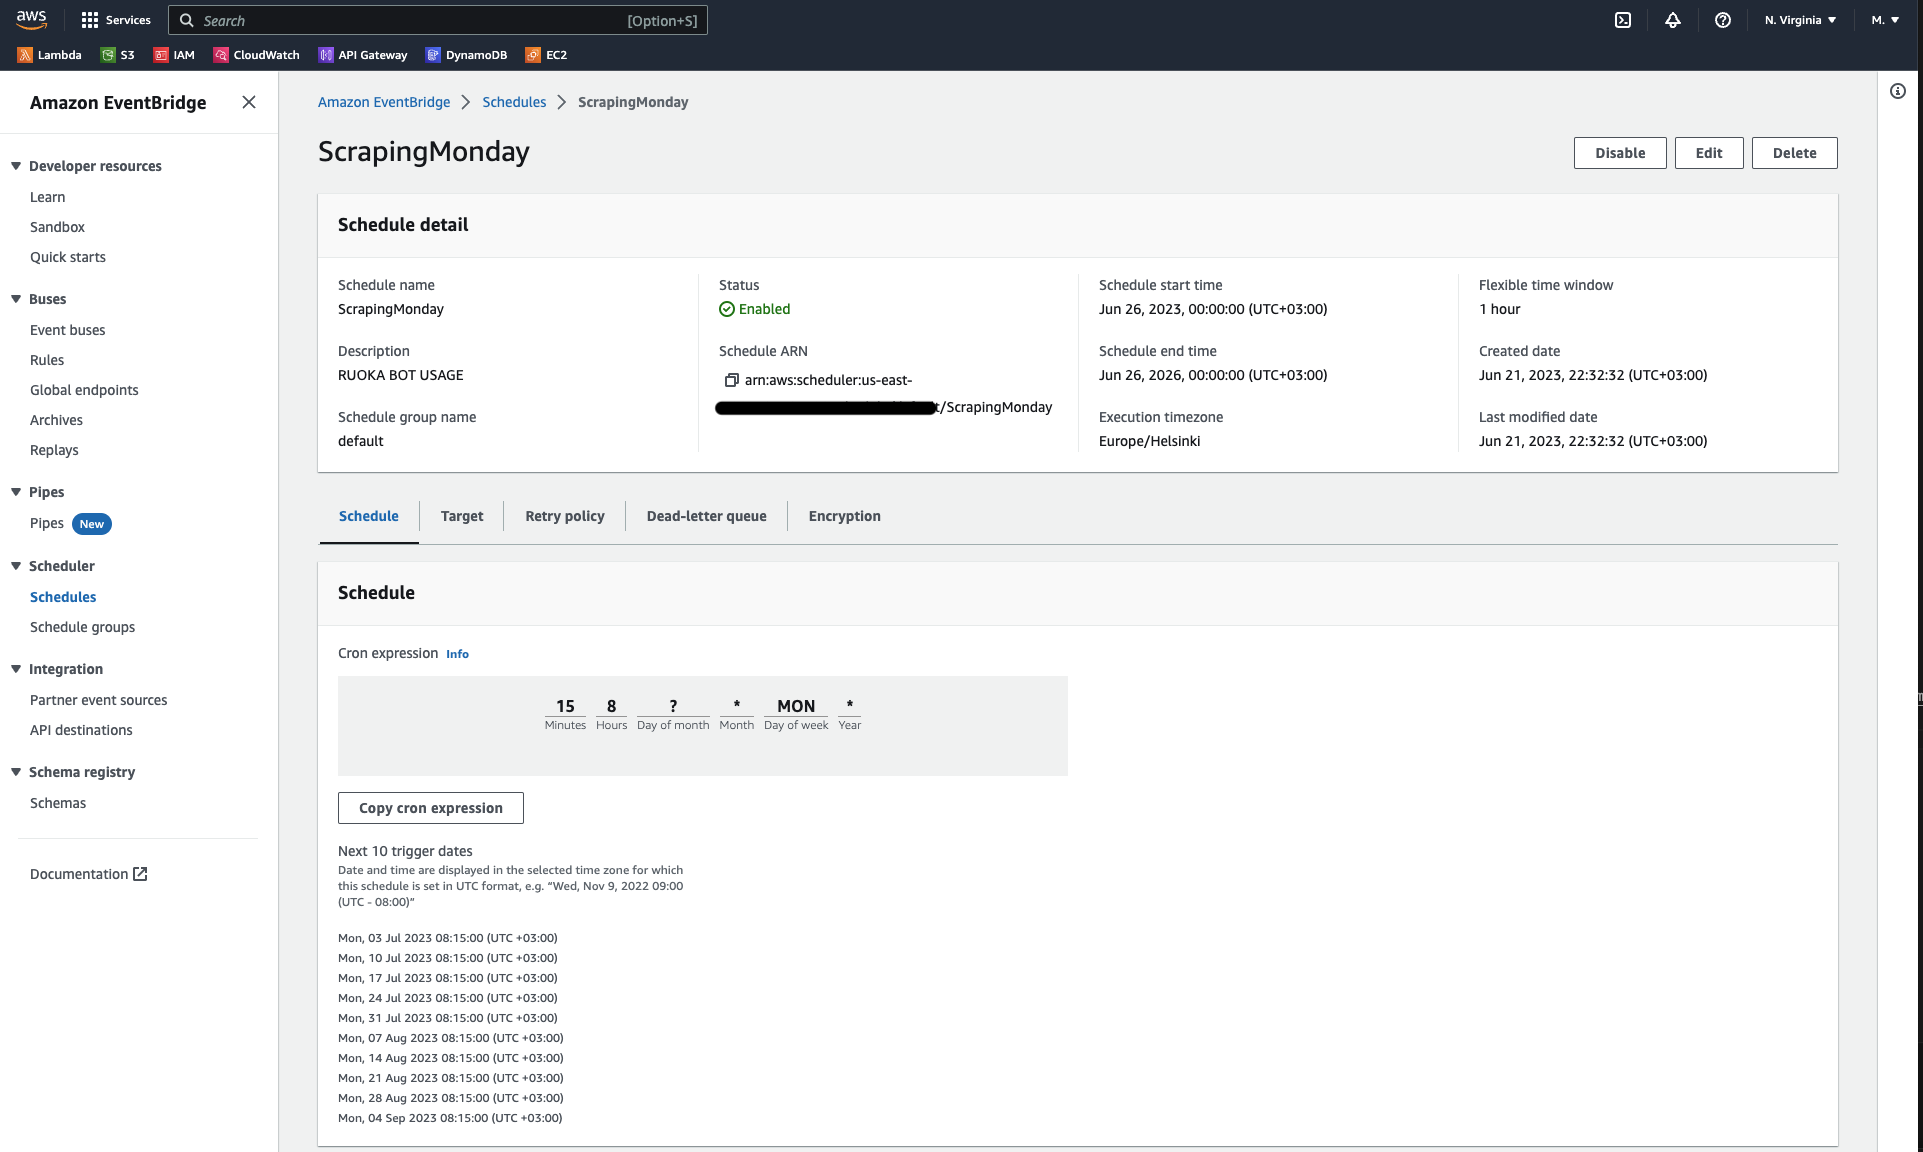 aws
Services
Search [Option+S]
N. Virginia
M.
Lambda
S3
IAM
CloudWatch
API Gateway
DynamoDB
EC2
Amazon EventBridge
Developer resources
Learn
Sandbox
Quick starts
Buses
Event buses
Rules
Global endpoints
Archives
Replays
Pipes
Pipes New
Scheduler
Schedules
Schedule groups
Integration
Partner event sources
API destinations
Schema registry
Schemas
Documentation
Amazon EventBridge > Schedules > ScrapingMonday
ScrapingMonday
Disable
Edit
Delete
Schedule detail
Schedule name
ScrapingMonday
Description
RUOKA BOT USAGE
Schedule group name
default
Status
Enabled
Schedule ARN
arn:aws:scheduler:us-east-
t/ScrapingMonday
Schedule start time
Jun 26, 2023, 00:00:00 (UTC+03:00)
Schedule end time
Jun 26, 2026, 00:00:00 (UTC+03:00)
Execution timezone
Europe/Helsinki
Flexible time window
1 hour
Created date
Jun 21, 2023, 22:32:32 (UTC+03:00)
Last modified date
Jun 21, 2023, 22:32:32 (UTC+03:00)
Schedule
Target
Retry policy
Dead-letter queue
Encryption
Schedule
Cron expression Info
15 8 ? * MON *
Minutes Hours Day of month Month Day of week Year
Copy cron expression
Next 10 trigger dates
Date and time are displayed in the selected time zone for which
this schedule is set in UTC format, e.g. “Wed, Nov 9, 2022 09:00
(UTC - 08:00)“
Mon, 03 Jul 2023 08:15:00 (UTC +03:00)
Mon, 10 Jul 2023 08:15:00 (UTC +03:00)
Mon, 17 Jul 2023 08:15:00 (UTC +03:00)
Mon, 24 Jul 2023 08:15:00 (UTC +03:00)
Mon, 31 Jul 2023 08:15:00 (UTC +03:00)
Mon, 07 Aug 2023 08:15:00 (UTC +03:00)
Mon, 14 Aug 2023 08:15:00 (UTC +03:00)
Mon, 21 Aug 2023 08:15:00 (UTC +03:00)
Mon, 28 Aug 2023 08:15:00 (UTC +03:00)
Mon, 04 Sep 2023 08:15:00 (UTC +03:00)